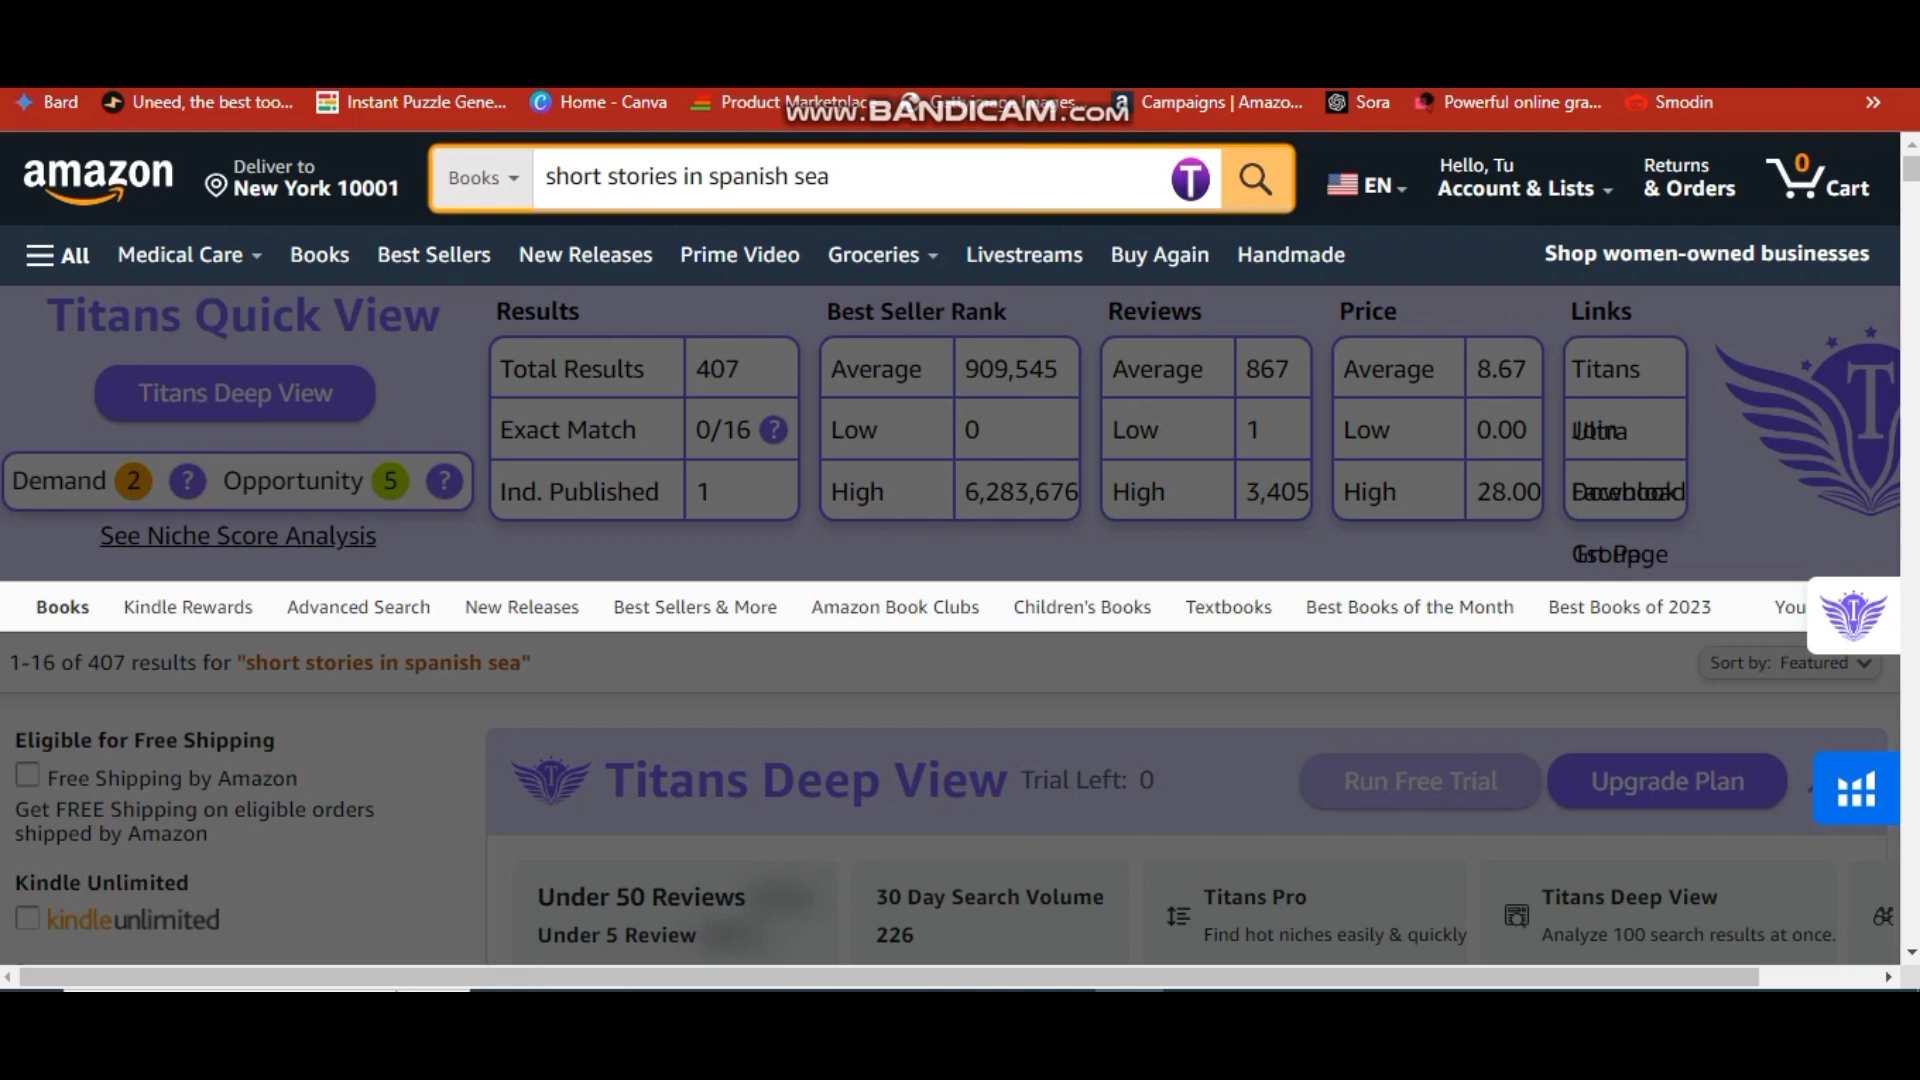 Bard Uneed, the best too... Instant Puzzle Gene... Home - Canva Product Marketplace Campaigns | Amazo... Sora Powerful online gra... Smodin »
www.BANDICAM.com
amazon
Deliver to
New York 10001
Books short stories in spanish sea T
EN
Hello, Tu
Account & Lists
Returns
& Orders
0
Cart
All Medical Care Books Best Sellers New Releases Prime Video Groceries Livestreams Buy Again Handmade Shop women-owned businesses
Titans Quick View
Titans Deep View
Demand 2 ? Opportunity 5 ?
See Niche Score Analysis
Results
Total Results 407
Exact Match 0/16 ?
Ind. Published 1
Best Seller Rank
Average 909,545
Low 0
High 6,283,676
Reviews
Average 867
Low 1
High 3,405
Price
Average 8.67
Low 0.00
High 28.00
Links
Titans
T
Books Kindle Rewards Advanced Search New Releases Best Sellers & More Amazon Book Clubs Children's Books Textbooks Best Books of the Month Best Books of 2023 You
T
1-16 of 407 results for "short stories in spanish sea"
Sort by: Featured
Eligible for Free Shipping
Free Shipping by Amazon
Get FREE Shipping on eligible orders
shipped by Amazon
Kindle Unlimited
kindleunlimited
Titans Deep View Trial Left: 0 Run Free Trial Upgrade Plan
Under 50 Reviews
Under 5 Review
30 Day Search Volume
226
Titans Pro
Find hot niches easily & quickly
Titans Deep View
Analyze 100 search results at once.